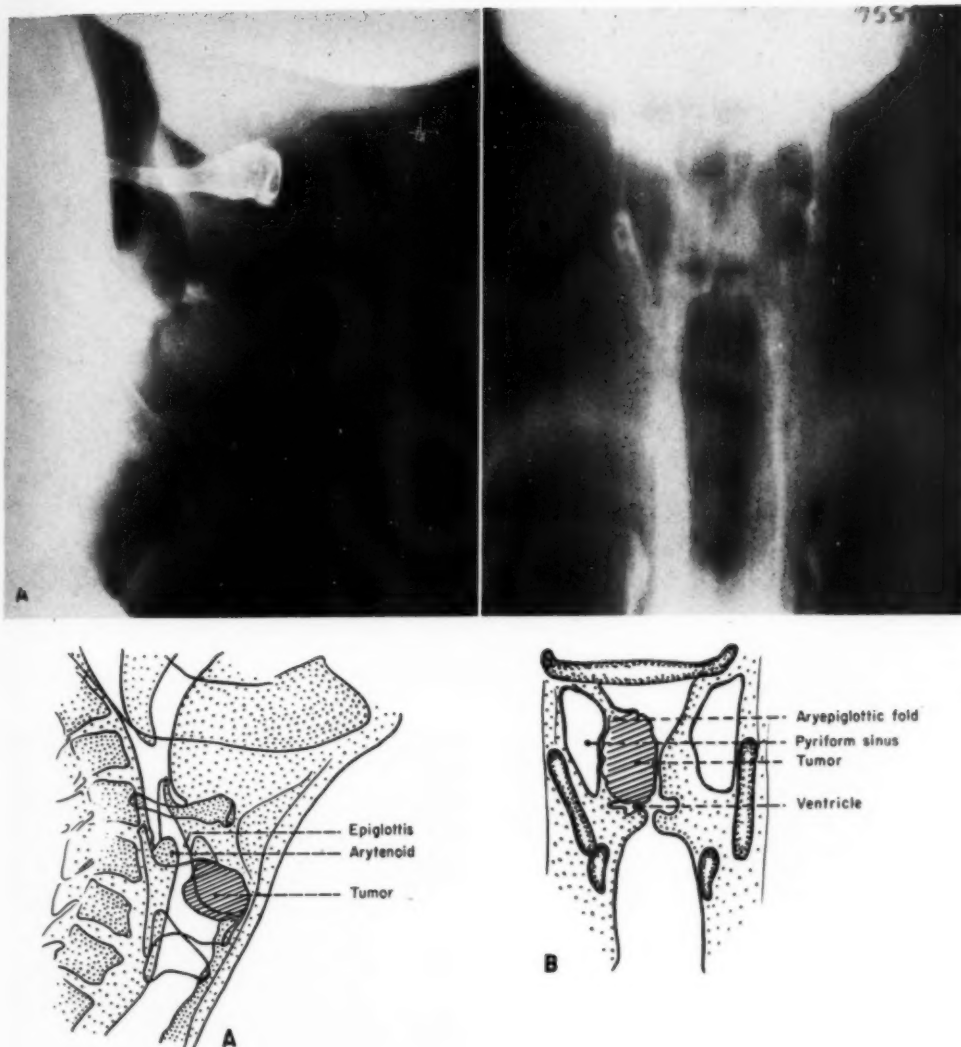 7551
A
Epiglottis
Arytenoid
Tumor
A
Aryepiglottic fold
Pyriform sinus
Tumor
Ventricle
B